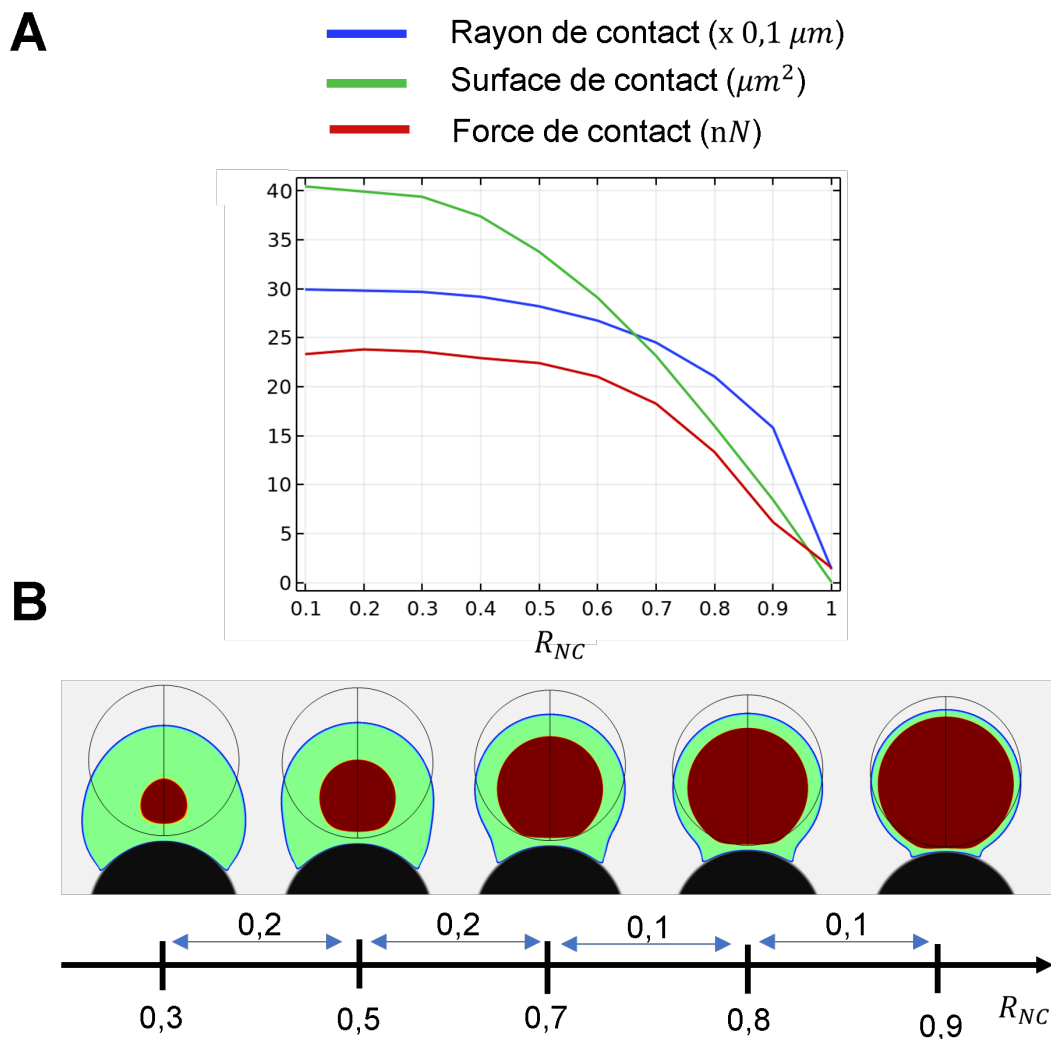 A
Rayon de contact (x 0,1 μm)
Surface de contact (μm²)
Force de contact (nN)
40
35
30
25
20
15
10
5
0
0.1 0.2 0.3 0.4 0.5 0.6 0.7 0.8 0.9 1
R_NC
B
0,2 0,2 0,1 0,1
0,3 0,5 0,7 0,8 0,9 R_NC